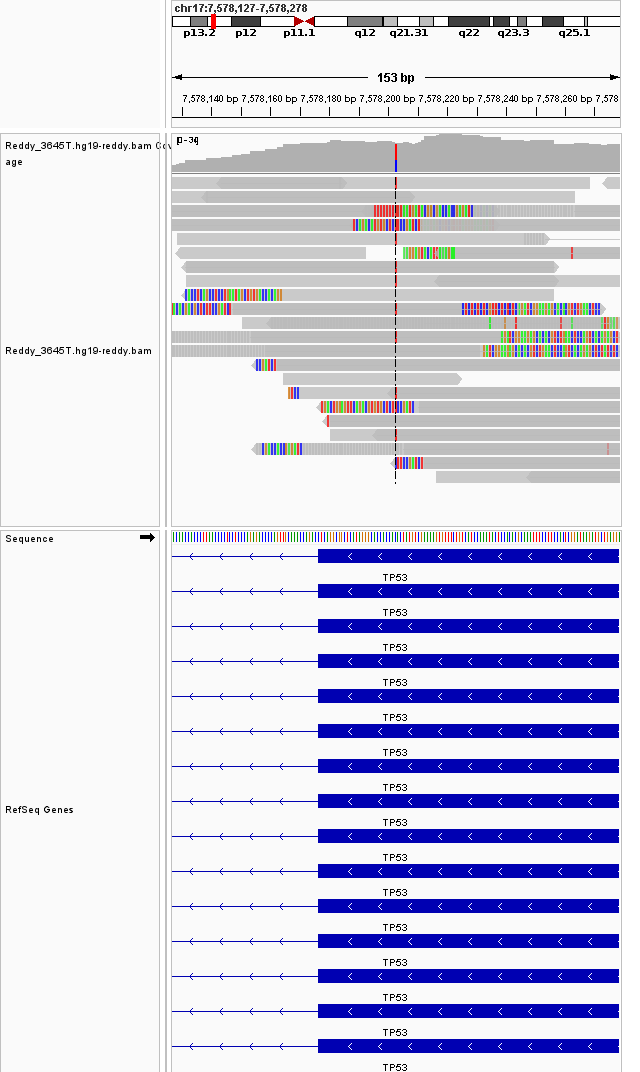 chr17:7,578,127-7,578,278
p13.2 p12 p11.1 q12 q21.31 q22 q23.3 q25.1
153 bp
7,578,140 bp 7,578,160 bp 7,578,180 bp 7,578,200 bp 7,578,220 bp 7,578,240 bp 7,578,260 bp 7,578
Reddy_3645T.hg19-reddy.bam Cov
age
Reddy_3645T.hg19-reddy.bam
Sequence
TP53
TP53
TP53
TP53
TP53
TP53
TP53
RefSeq Genes
TP53
TP53
TP53
TP53
TP53
TP53
TP53
TP53